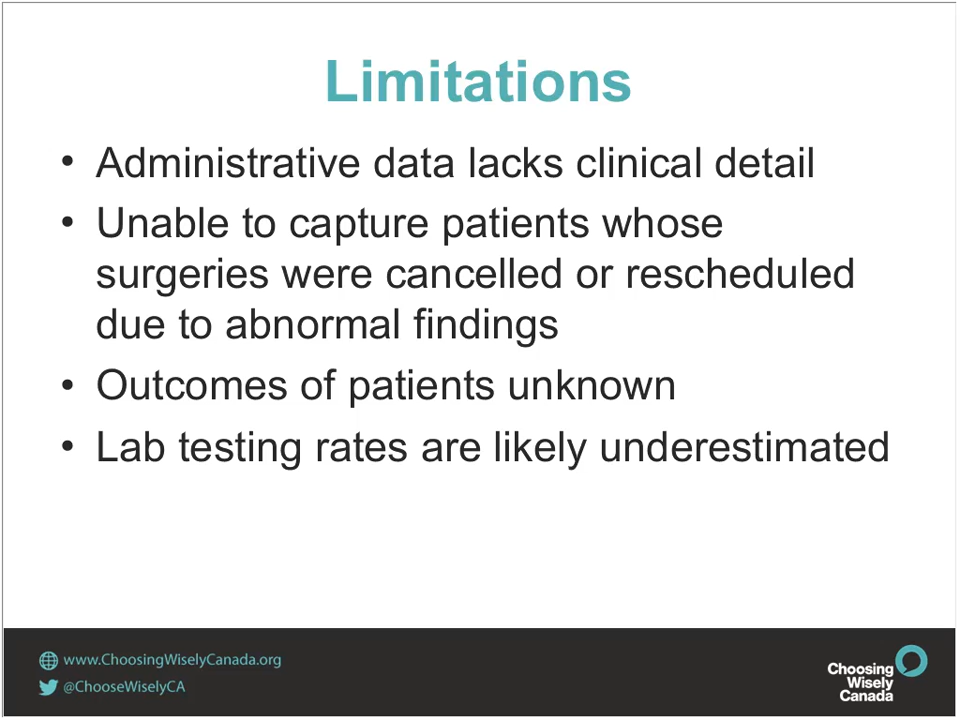 Limitations
• Administrative data lacks clinical detail
• Unable to capture patients whose
surgeries were cancelled or rescheduled
due to abnormal findings
• Outcomes of patients unknown
• Lab testing rates are likely underestimated
www.ChoosingWiselyCanada.org
@ChooseWiselyCA
Choosing
Wisely
Canada